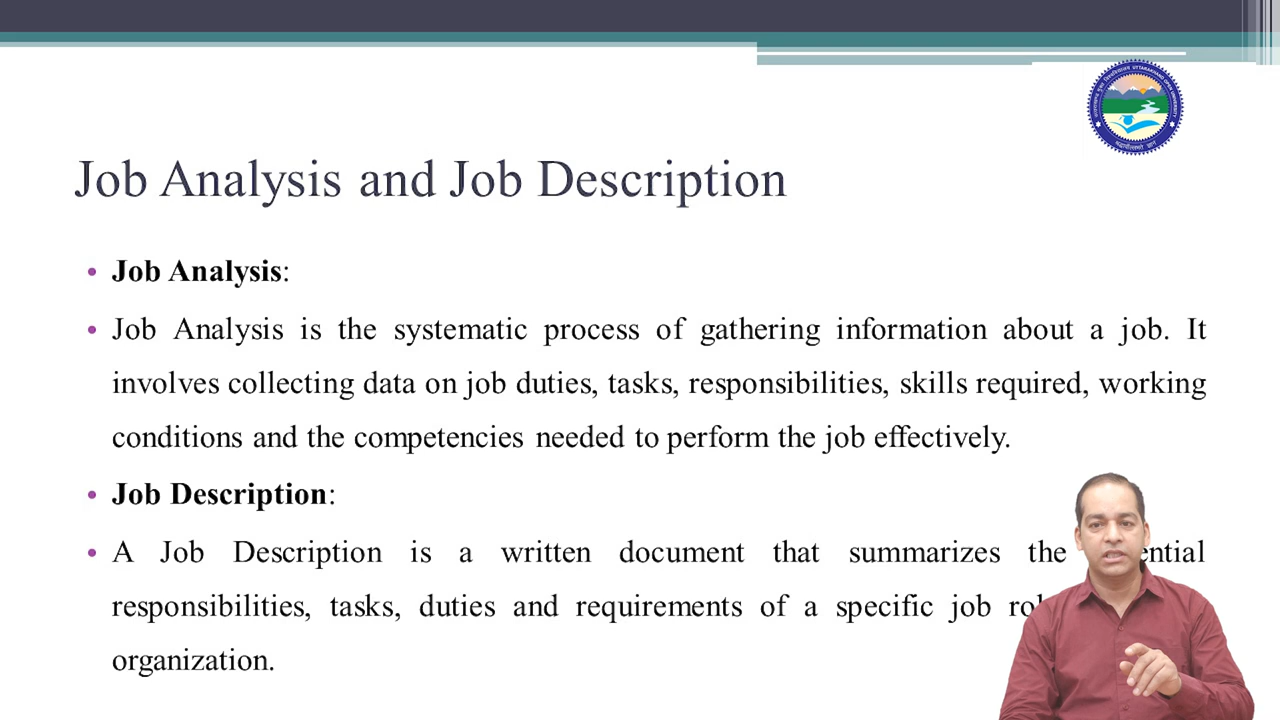 UTTARAKHAND OPEN UNIVERSITY
Job Analysis and Job Description
• Job Analysis:
• Job Analysis is the systematic process of gathering information about a job. It
involves collecting data on job duties, tasks, responsibilities, skills required, working
conditions and the competencies needed to perform the job effectively.
• Job Description:
• A Job Description is a written document that summarizes the
responsibilities, tasks, duties and requirements of a specific job
organization.